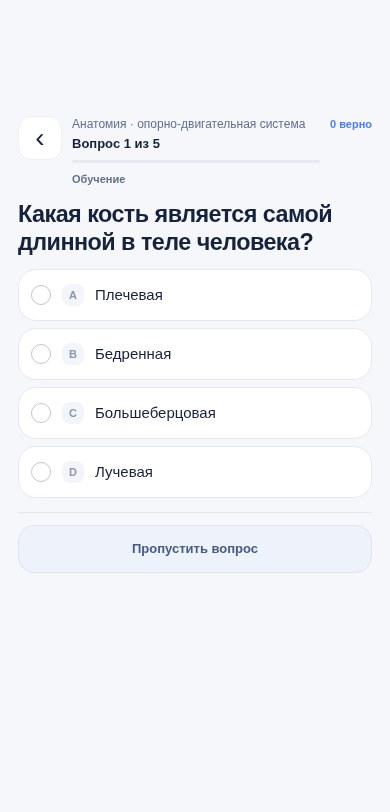 Анатомия · опорно-двигательная система
0 верно
Вопрос 1 из 5
Обучение
Какая кость является самой
длинной в теле человека?
A Плечевая
B Бедренная
C Большеберцовая
D Лучевая
Пропустить вопрос